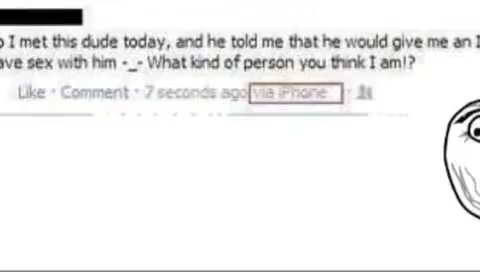 I met this dude today, and he told me that he would give me an
sex with him -_- What kind of person you think I am!?
Like · Comment · 7 seconds ago via iPhone ·